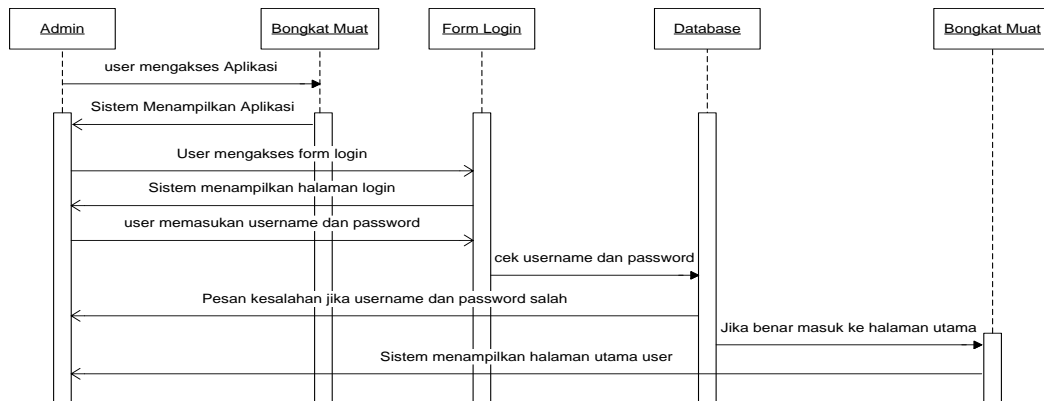 Admin
Bongkat Muat
Form Login
Database
Bongkat Muat
user mengakses Aplikasi
Sistem Menampilkan Aplikasi
User mengakses form login
Sistem menampilkan halaman login
user memasukan username dan password
cek username dan password
Pesan kesalahan jika username dan password salah
Jika benar masuk ke halaman utama
Sistem menampilkan halaman utama user